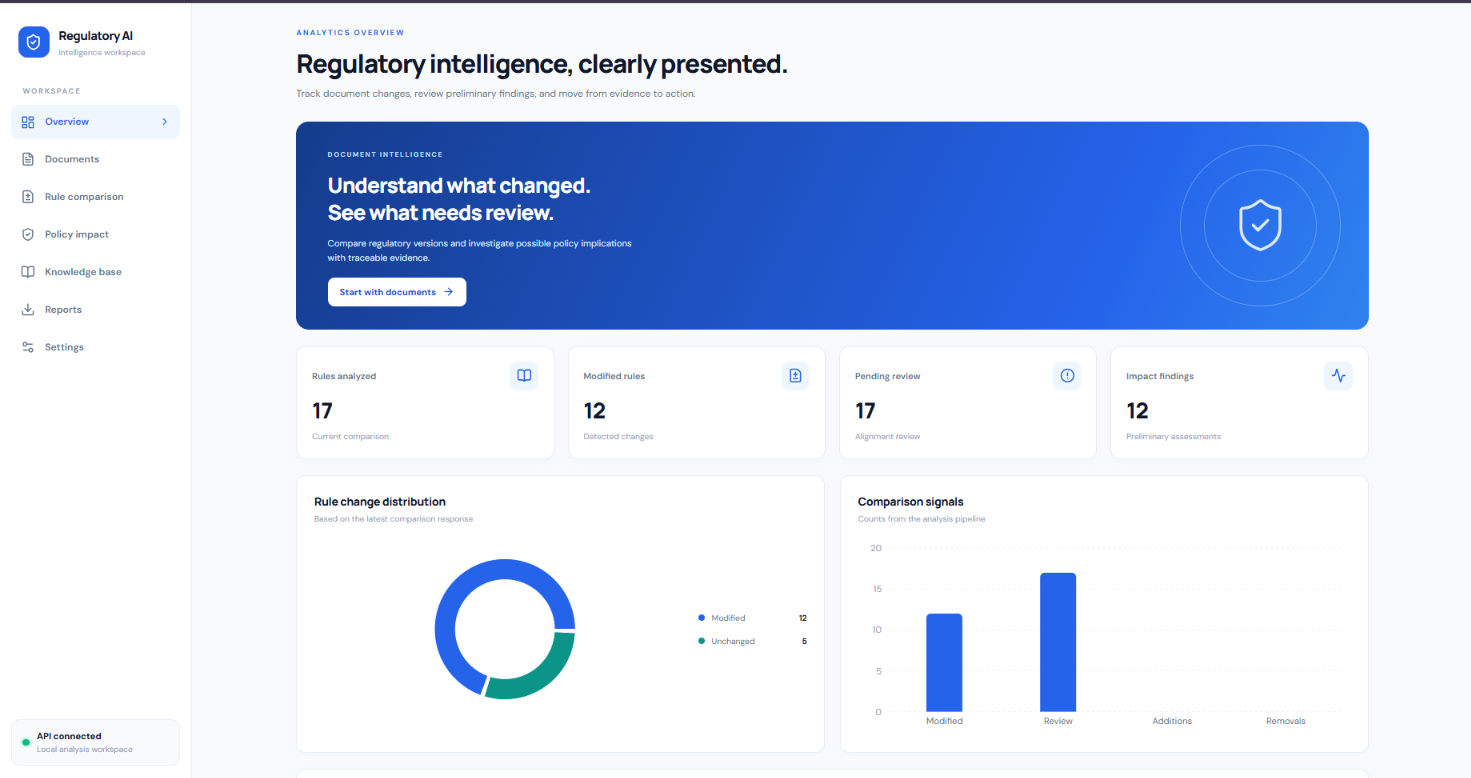 Regulatory AI
Intelligence workspace
WORKSPACE
Overview
Documents
Rule comparison
Policy impact
Knowledge base
Reports
Settings
API connected
Local analysis workspace
ANALYTICS OVERVIEW
Regulatory intelligence, clearly presented.
Track document changes, review preliminary findings, and move from evidence to action.
DOCUMENT INTELLIGENCE
Understand what changed.
See what needs review.
Compare regulatory versions and investigate possible policy implications
with traceable evidence.
Start with documents
Rules analyzed
17
Current comparison
Modified rules
12
Detected changes
Pending review
17
Alignment review
Impact findings
12
Preliminary assessments
Rule change distribution
Based on the latest comparison response
Modified 12
Unchanged 5
Comparison signals
Counts from the analysis pipeline
20
15
10
5
0
Modified Review Additions Removals